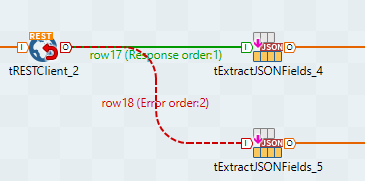 REST
I
O
row17 (Response order:1)
I
JSON
O
tRESTClient_2
tExtractJSONFields_4
row18 (Error order:2)
I
JSON
O
tExtractJSONFields_5